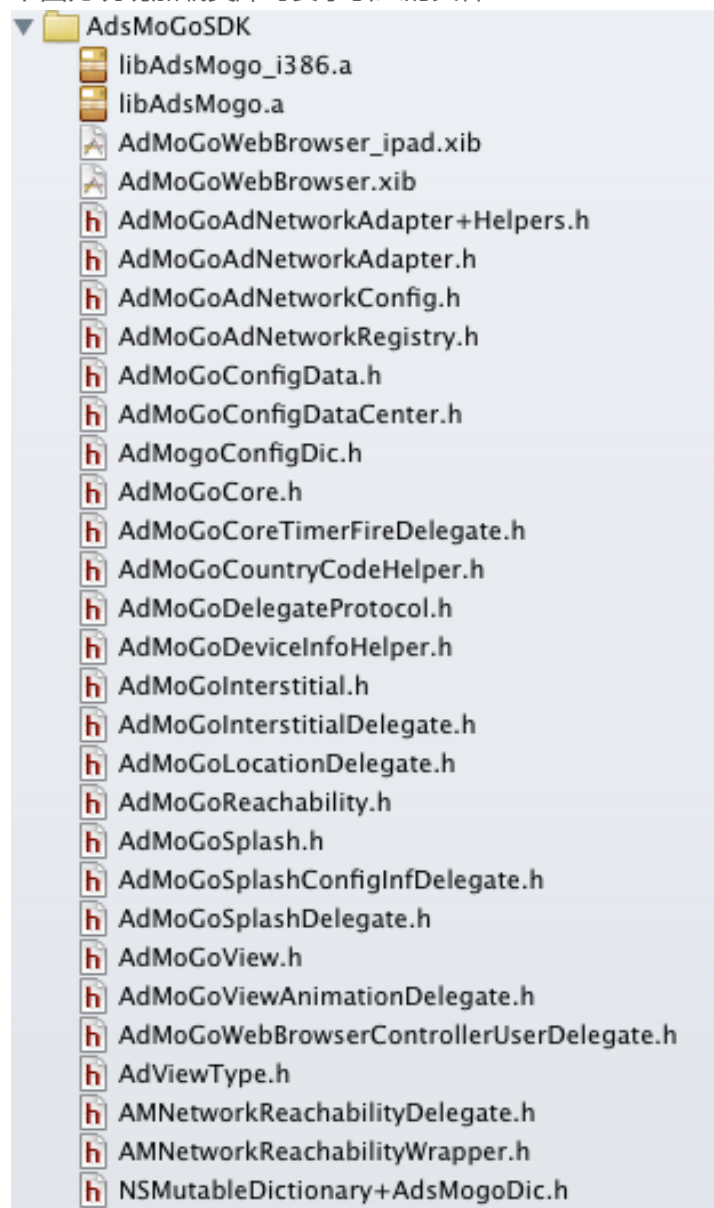 AdsMoGoSDK
libAdsMogo_i386.a
libAdsMogo.a
AdMoGoWebBrowser_ipad.xib
AdMoGoWebBrowser.xib
AdMoGoAdNetworkAdapter+Helpers.h
AdMoGoAdNetworkAdapter.h
AdMoGoAdNetworkConfig.h
AdMoGoAdNetworkRegistry.h
AdMoGoConfigData.h
AdMoGoConfigDataCenter.h
AdMogoConfigDic.h
AdMoGoCore.h
AdMoGoCoreTimerFireDelegate.h
AdMoGoCountryCodeHelper.h
AdMoGoDelegateProtocol.h
AdMoGoDeviceInfoHelper.h
AdMoGoInterstitial.h
AdMoGoInterstitialDelegate.h
AdMoGoLocationDelegate.h
AdMoGoReachability.h
AdMoGoSplash.h
AdMoGoSplashConfigInfDelegate.h
AdMoGoSplashDelegate.h
AdMoGoView.h
AdMoGoViewAnimationDelegate.h
AdMoGoWebBrowserControllerUserDelegate.h
AdViewType.h
AMNetworkReachabilityDelegate.h
AMNetworkReachabilityWrapper.h
NSMutableDictionary+AdsMogoDic.h